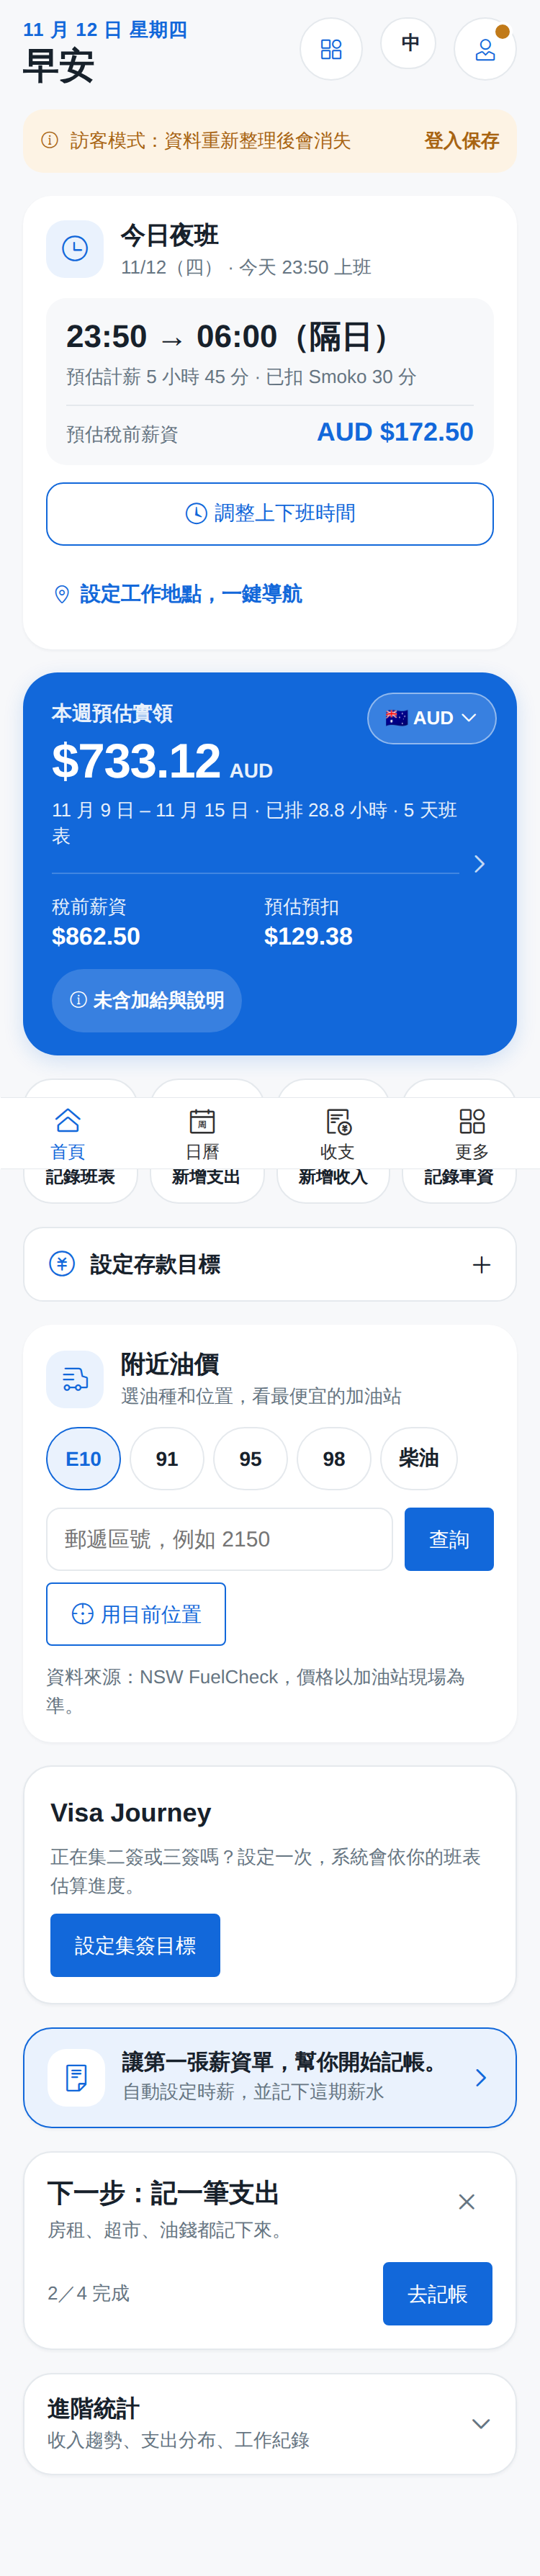 11 月 12 日 星期四
早安
中
訪客模式：資料重新整理後會消失
登入保存
今日夜班
11/12（四） · 今天 23:50 上班
23:50 → 06:00（隔日）
預估計薪 5 小時 45 分 · 已扣 Smoko 30 分
預估稅前薪資
AUD $172.50
調整上下班時間
設定工作地點，一鍵導航
本週預估實領
AUD
$733.12 AUD
11 月 9 日 – 11 月 15 日 · 已排 28.8 小時 · 5 天班
表
稅前薪資
預估預扣
$862.50
$129.38
未含加給與說明
周
首頁
日曆
收支
更多
記錄班表
新增支出
新增收入
記錄車資
設定存款目標
附近油價
選油種和位置，看最便宜的加油站
E10
91
95
98
柴油
郵遞區號，例如 2150
查詢
用目前位置
資料來源：NSW FuelCheck，價格以加油站現場為
準。
Visa Journey
正在集二簽或三簽嗎？設定一次，系統會依你的班表
估算進度。
設定集簽目標
讓第一張薪資單，幫你開始記帳。
自動設定時薪，並記下這期薪水
下一步：記一筆支出
房租、超市、油錢都記下來。
2／4 完成
去記帳
進階統計
收入趨勢、支出分布、工作紀錄